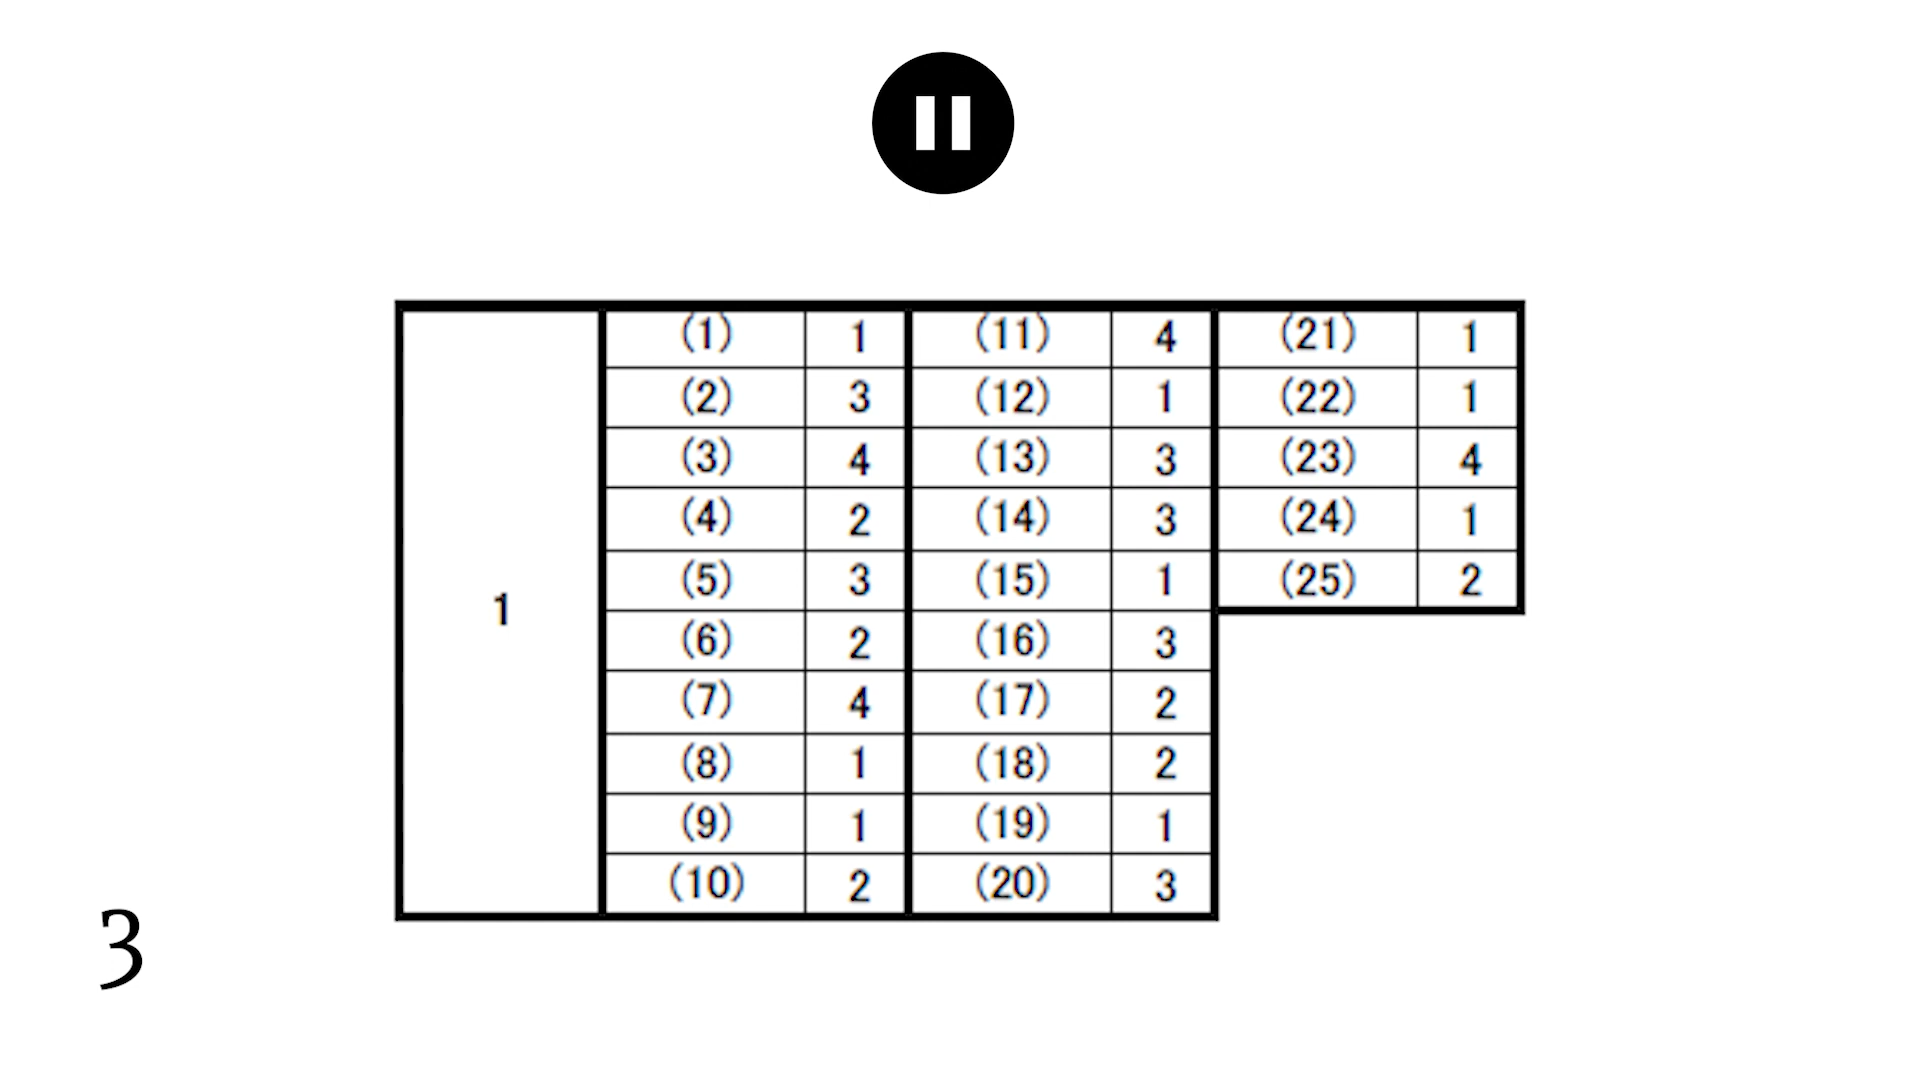 (1) 1 (11) 4 (21) 1
(2) 3 (12) 1 (22) 1
(3) 4 (13) 3 (23) 4
(4) 2 (14) 3 (24) 1
(5) 3 (15) 1 (25) 2
1
(6) 2 (16) 3
(7) 4 (17) 2
(8) 1 (18) 2
(9) 1 (19) 1
(10) 2 (20) 3
3